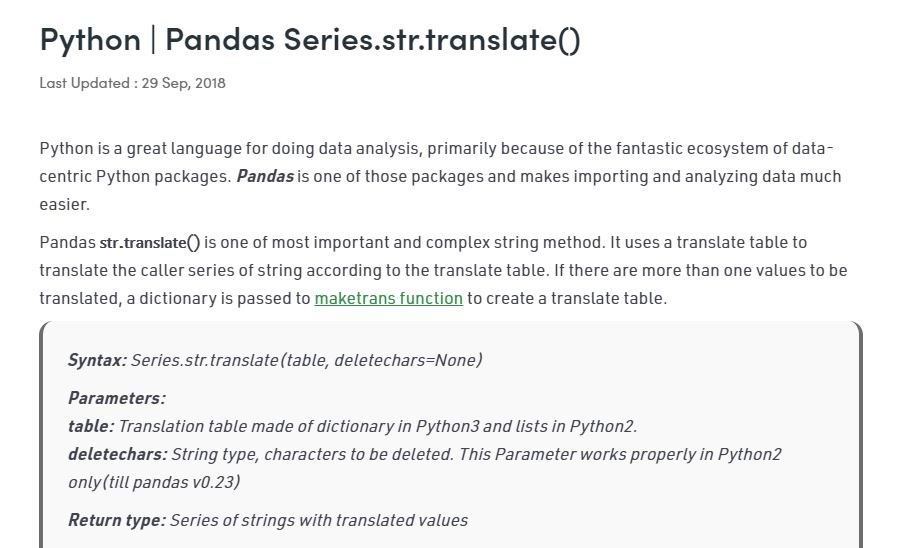 Python | Pandas Series.str.translate()
Last Updated : 29 Sep, 2018
Python is a great language for doing data analysis, primarily because of the fantastic ecosystem of data-
centric Python packages. Pandas is one of those packages and makes importing and analyzing data much
easier.
Pandas str.translate() is one of most important and complex string method. It uses a translate table to
translate the caller series of string according to the translate table. If there are more than one values to be
translated, a dictionary is passed to maketrans function to create a translate table.
Syntax: Series.str.translate(table, deletechars=None)
Parameters:
table: Translation table made of dictionary in Python3 and lists in Python2.
deletechars: String type, characters to be deleted. This Parameter works properly in Python2
only(till pandas v0.23)
Return type: Series of strings with translated values